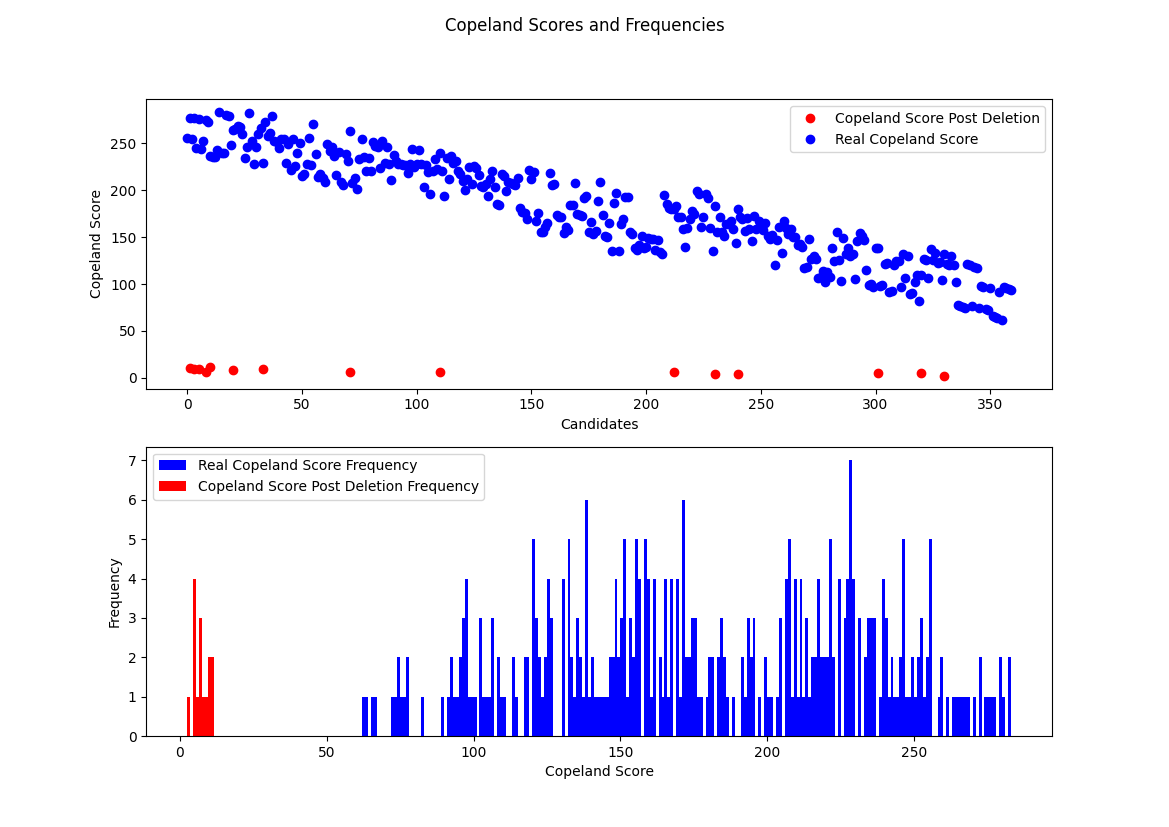 Copeland Scores and Frequencies
Copeland Score
250
200
150
100
50
0
Copeland Score Post Deletion
Real Copeland Score
0 50 100 150 200 250 300 350
Candidates
Frequency
7
6
5
4
3
2
1
0
Real Copeland Score Frequency
Copeland Score Post Deletion Frequency
0 50 100 150 200 250
Copeland Score